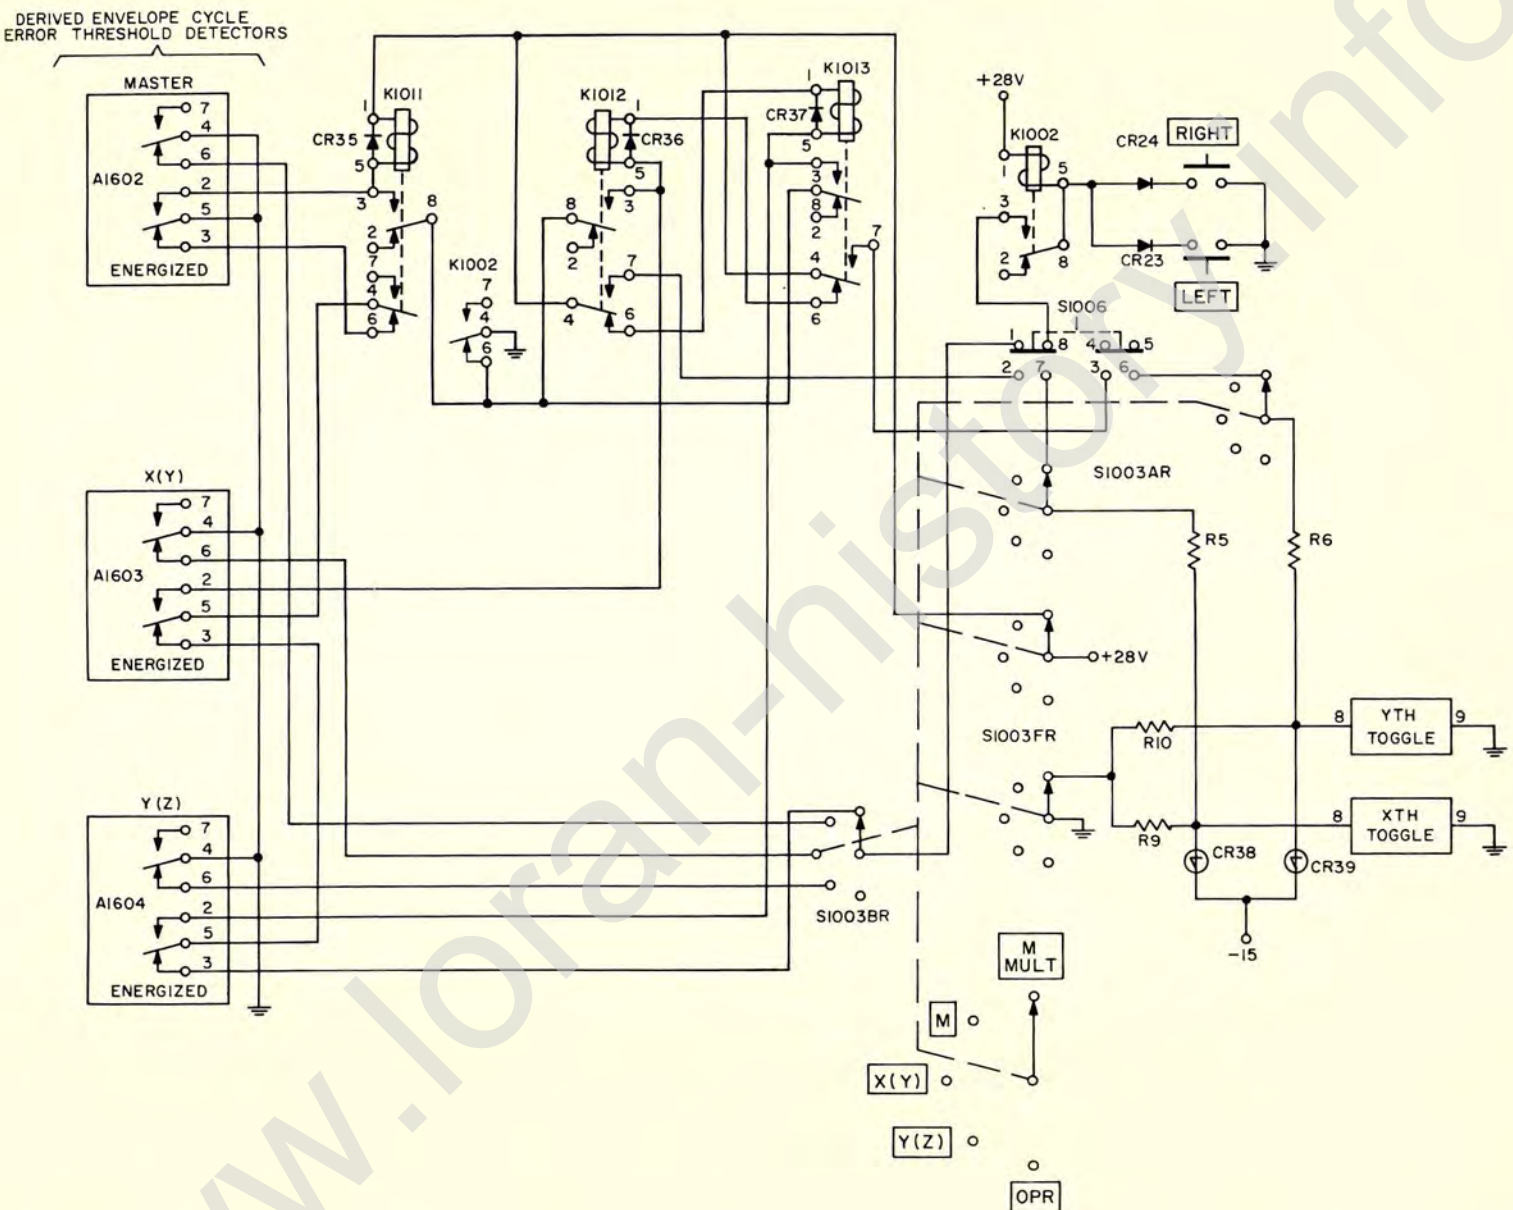 DERIVED ENVELOPE CYCLE
ERROR THRESHOLD DETECTORS
MASTER
7
4
6
A1602
2
5
3
ENERGIZED
X(Y)
7
4
6
A1603
2
5
3
ENERGIZED
Y(Z)
7
4
6
A1604
2
5
3
ENERGIZED
K1011
1
CR35
5
3
8
2
7
4
6
K1002
7
4
6
K1012
1
CR36
5
3
8
2
7
4
6
K1013
1
CR37
5
3
8
2
7
4
6
+28V
K1002
1
5
3
2
8
CR24
RIGHT
CR23
LEFT
S1006
1
8
4
5
2
7
3
6
S1003AR
R5
R6
+28V
S1003FR
R10
R9
8
YTH
TOGGLE
9
8
XTH
TOGGLE
9
CR38
CR39
-15
S1003BR
M
MULT
M
X(Y)
Y(Z)
OPR
www.loran-history.info